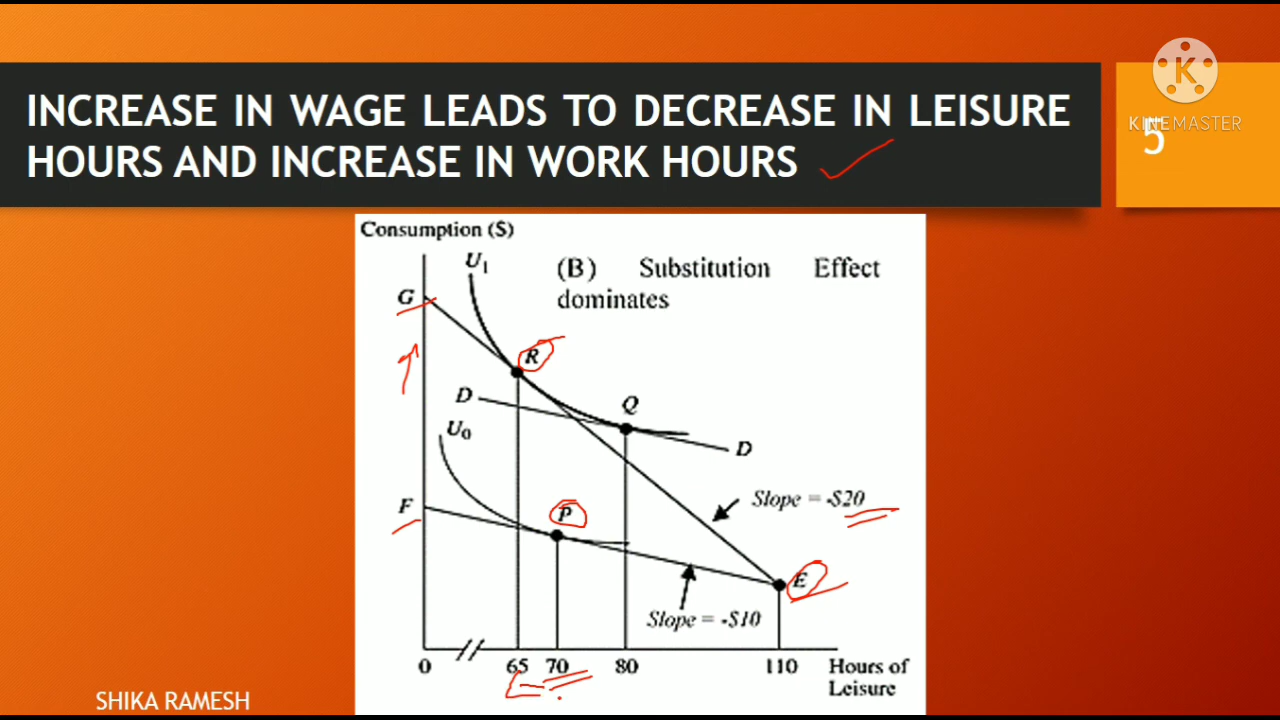 INCREASE IN WAGE LEADS TO DECREASE IN LEISURE
HOURS AND INCREASE IN WORK HOURS
K
KINEMASTER
5
Consumption ($)
U1
(B) Substitution Effect
dominates
G
R
D
Q
U0
D
F
P
Slope = -$20
E
Slope = -$10
0 65 70 80 110 Hours of
Leisure
SHIKA RAMESH